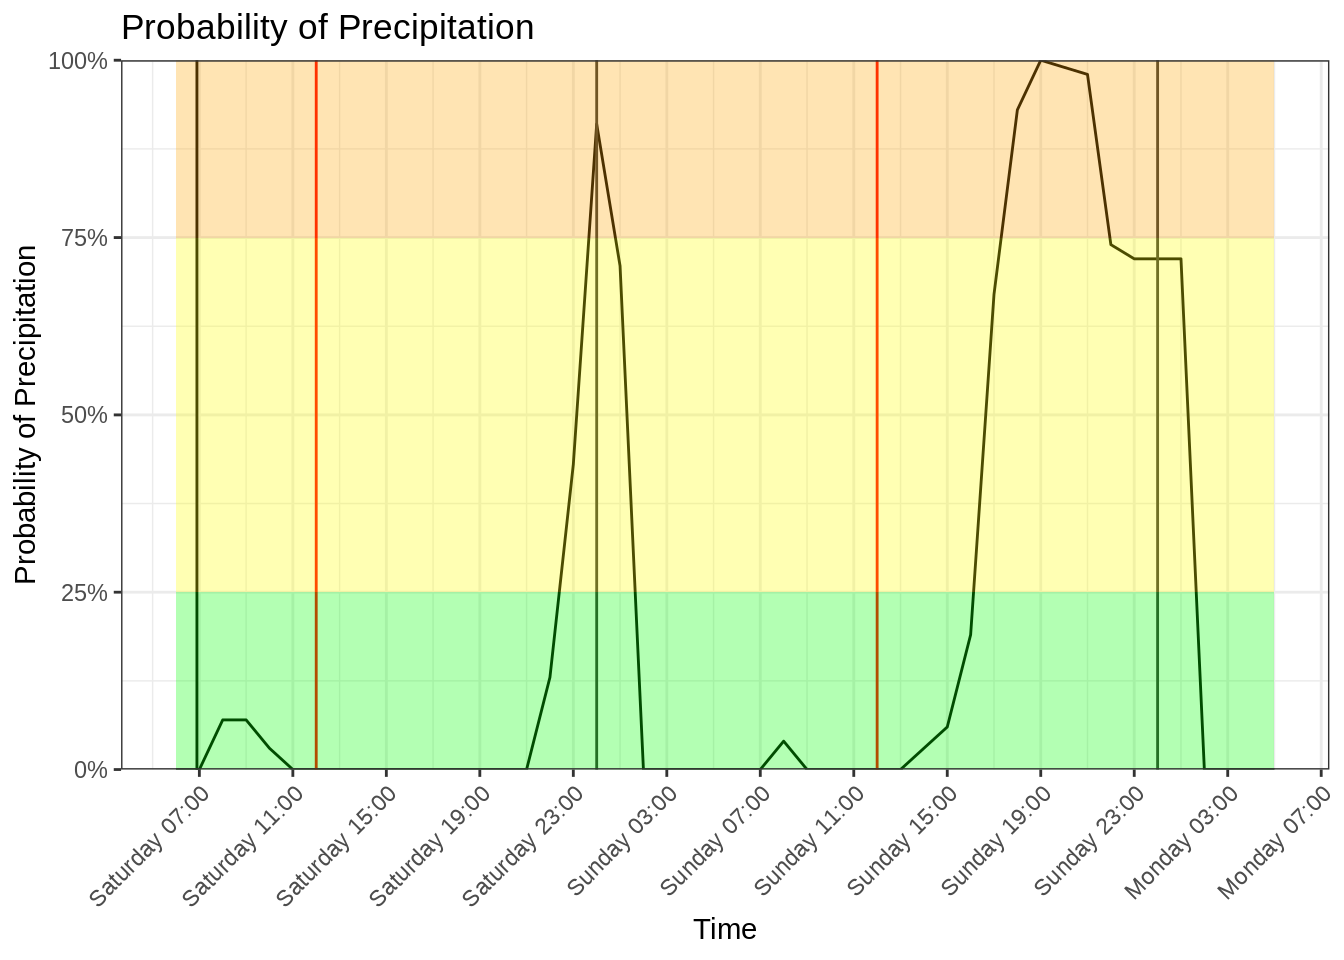 Probability of Precipitation
Probability of Precipitation
100%
75%
50%
25%
0%
Saturday 07:00
Saturday 11:00
Saturday 15:00
Saturday 19:00
Saturday 23:00
Sunday 03:00
Sunday 07:00
Sunday 11:00
Sunday 15:00
Sunday 19:00
Sunday 23:00
Monday 03:00
Monday 07:00
Time